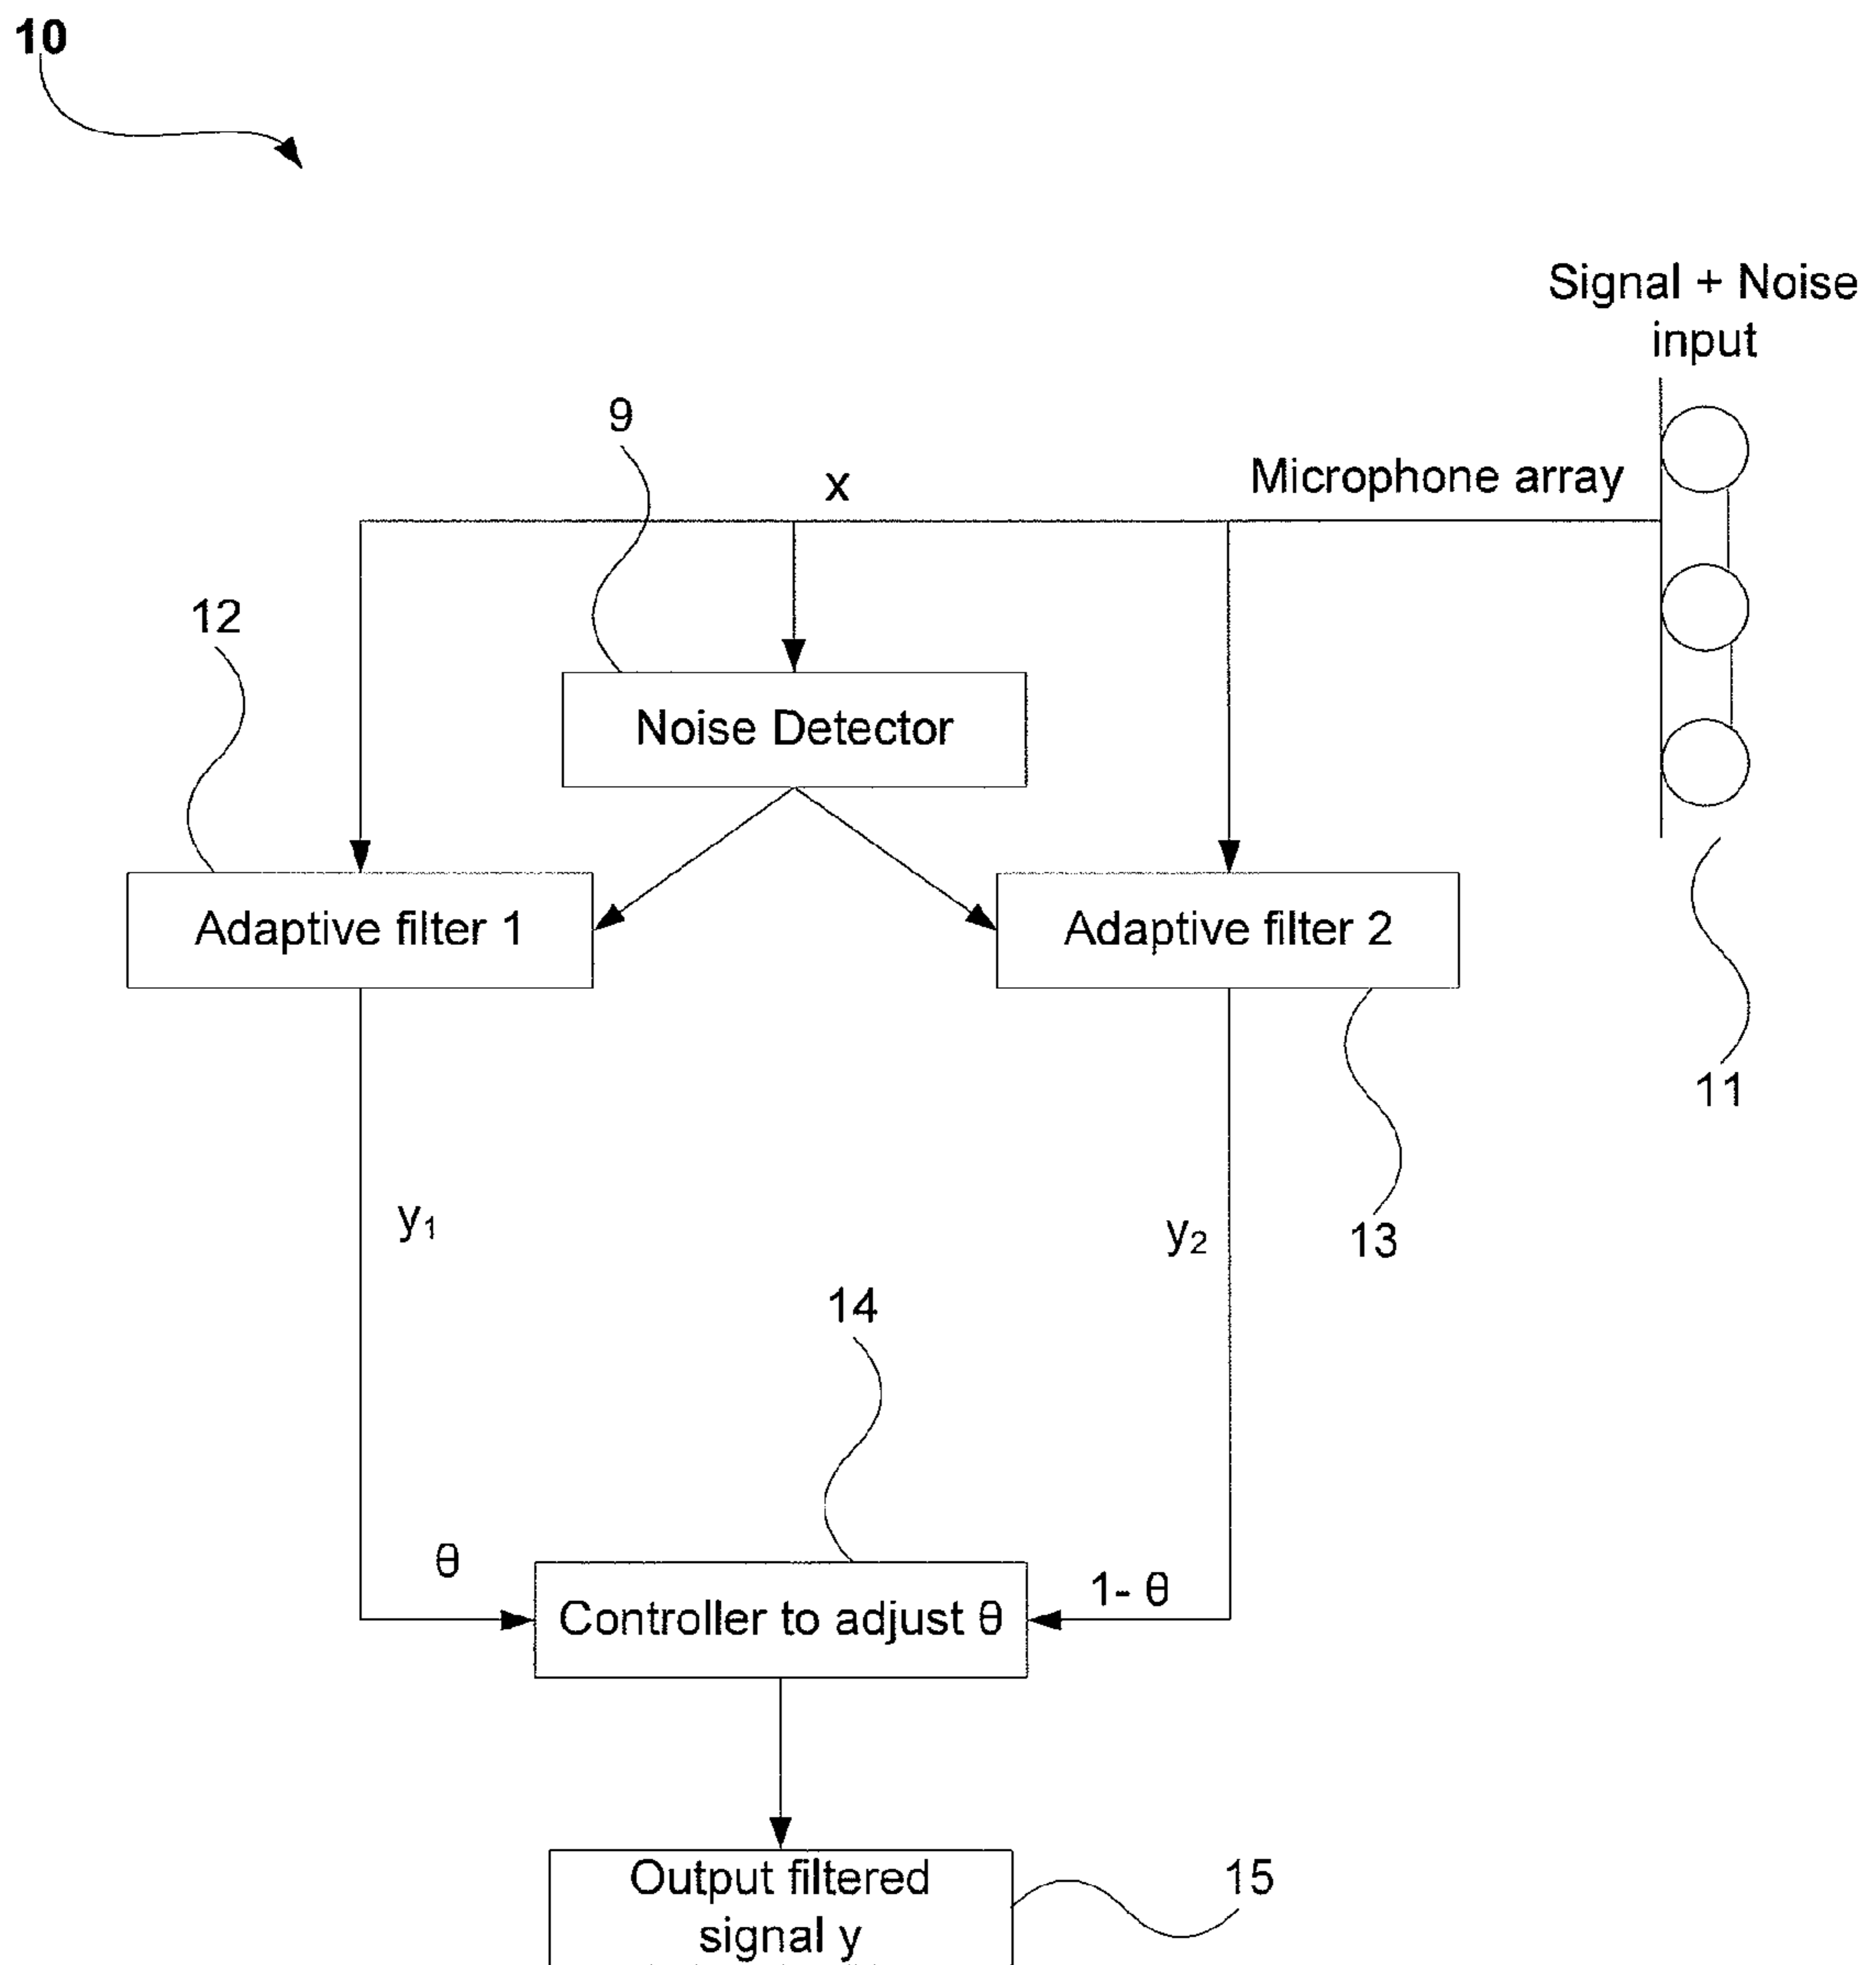 10
Signal + Noise
input
9
x
Microphone array
12
Noise Detector
Adaptive filter 1
Adaptive filter 2
11
y₁
y₂
13
14
θ
1- θ
Controller to adjust θ
Output filtered
signal y
15